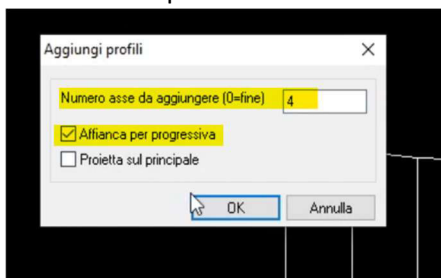 Aggiungi profili
Numero asse da aggiungere (0=fine) 4
Affianca per progressiva
Proietta sul principale
OK Annulla